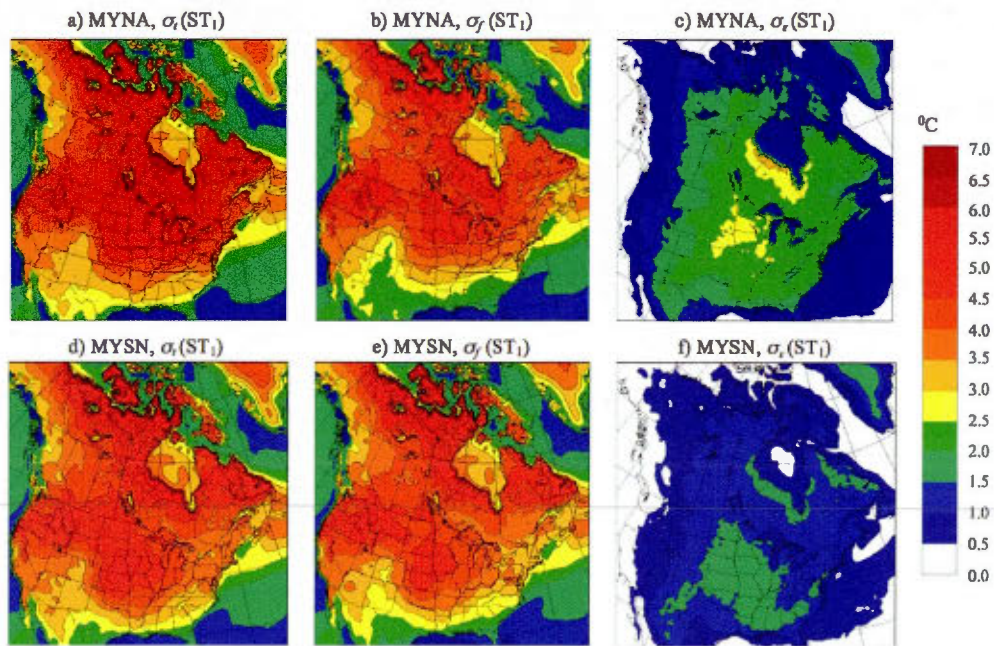 a) MYNA, σt(ST1)
b) MYNA, σf(ST1)
c) MYNA, σε(ST1)
⁰C
7.0
6.5
6.0
5.5
5.0
4.5
4.0
3.5
3.0
2.5
2.0
1.5
1.0
0.5
0.0
d) MYSN, σt(ST1)
e) MYSN, σf(ST1)
f) MYSN, σε(ST1)